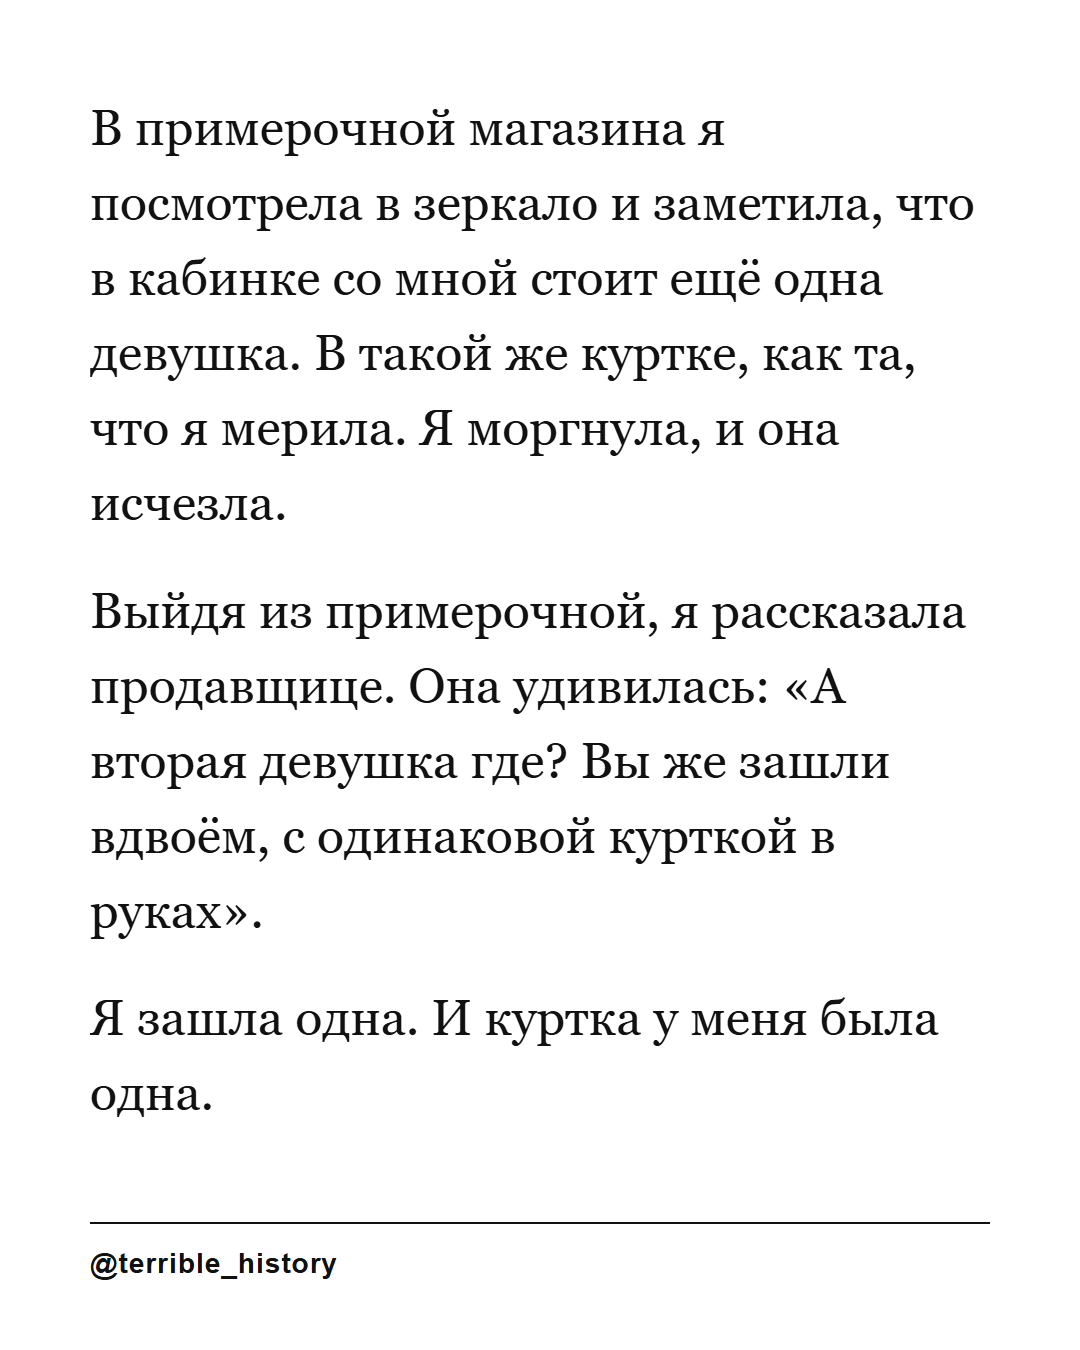 В примерочной магазина я
посмотрела в зеркало и заметила, что
в кабинке со мной стоит ещё одна
девушка. В такой же куртке, как та,
что я мерила. Я моргнула, и она
исчезла.
Выйдя из примерочной, я рассказала
продавщице. Она удивилась: «А
вторая девушка где? Вы же зашли
вдвоём, с одинаковой курткой в
руках».
Я зашла одна. И куртка у меня была
одна.
@terrible_history